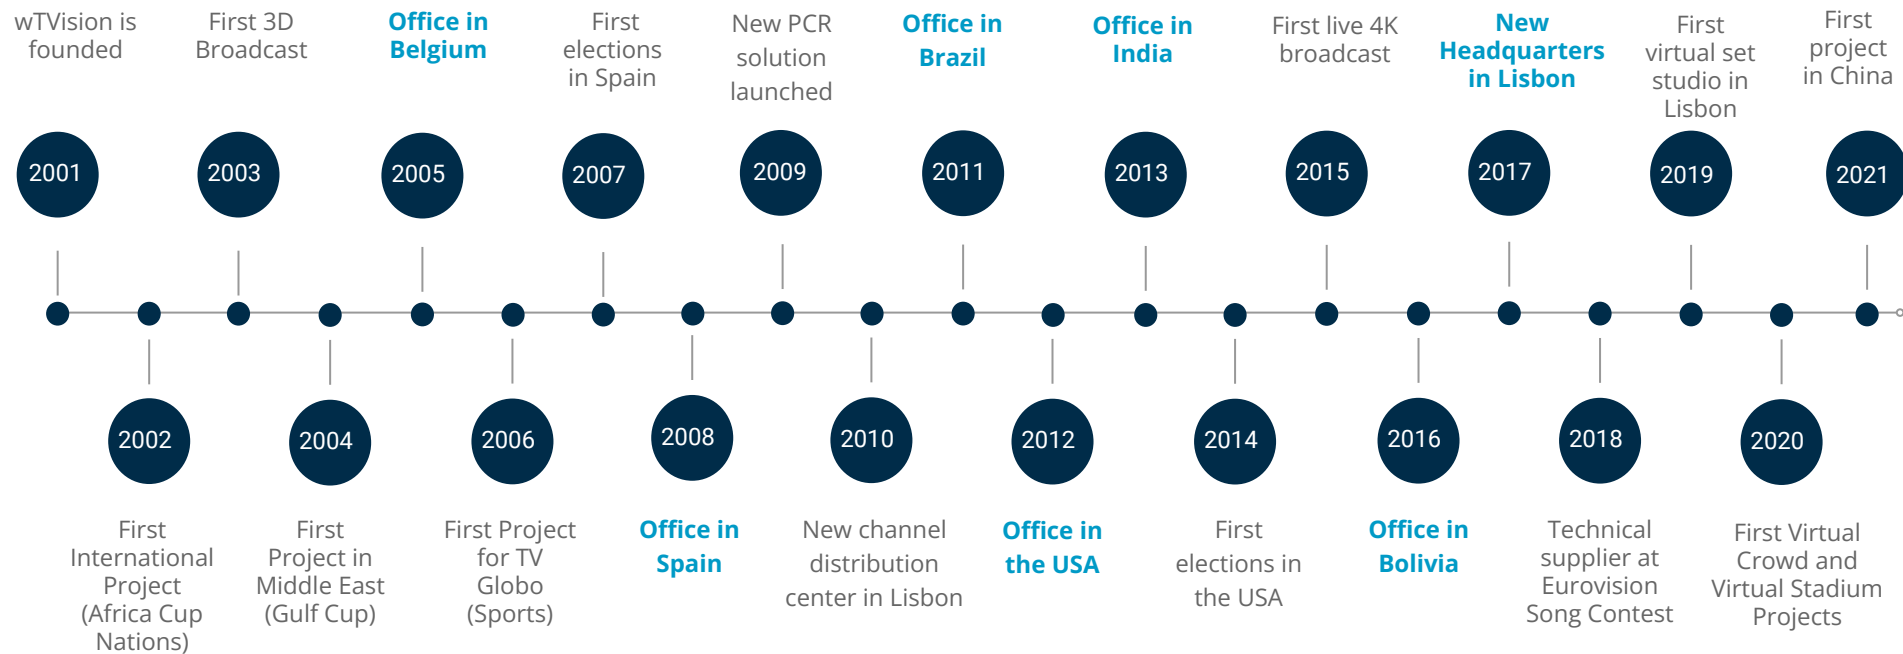 wTVision is
founded
First 3D
Broadcast
Office in
Belgium
First
elections
in Spain
New PCR
solution
launched
Office in
Brazil
Office in
India
First live 4K
broadcast
New
Headquarters
in Lisbon
First
virtual set
studio in
Lisbon
First
project
in China
2001
2003
2005
2007
2009
2011
2013
2015
2017
2019
2021
2002
2004
2006
2008
2010
2012
2014
2016
2018
2020
First
International
Project
(Africa Cup
Nations)
First
Project in
Middle East
(Gulf Cup)
First Project
for TV
Globo
(Sports)
Office in
Spain
New channel
distribution
center in Lisbon
Office in
the USA
First
elections in
the USA
Office in
Bolivia
Technical
supplier at
Eurovision
Song Contest
First Virtual
Crowd and
Virtual Stadium
Projects